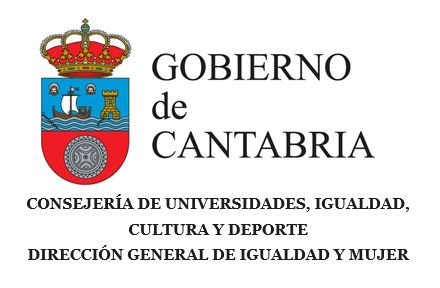 GOBIERNO
de
CANTABRIA
CONSEJERÍA DE UNIVERSIDADES, IGUALDAD,
CULTURA Y DEPORTE
DIRECCIÓN GENERAL DE IGUALDAD Y MUJER